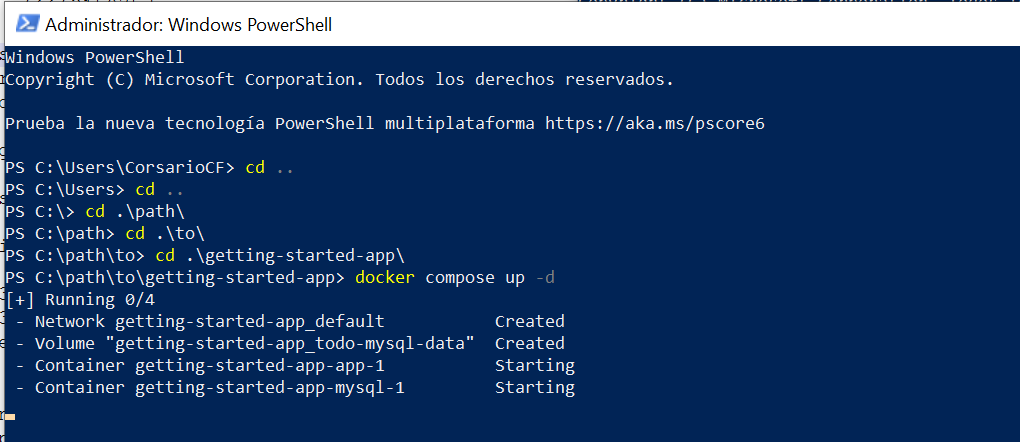 Administrador: Windows PowerShell
Windows PowerShell
Copyright (C) Microsoft Corporation. Todos los derechos reservados.
Prueba la nueva tecnología PowerShell multiplataforma https://aka.ms/pscore6
PS C:\Users\CorsarioCF> cd ..
PS C:\Users> cd ..
PS C:\> cd .\path\
PS C:\path> cd .\to\
PS C:\path\to> cd .\getting-started-app\
PS C:\path\to\getting-started-app> docker compose up -d
[+] Running 0/4
- Network getting-started-app_default Created
- Volume "getting-started-app_todo-mysql-data" Created
- Container getting-started-app-app-1 Starting
- Container getting-started-app-mysql-1 Starting